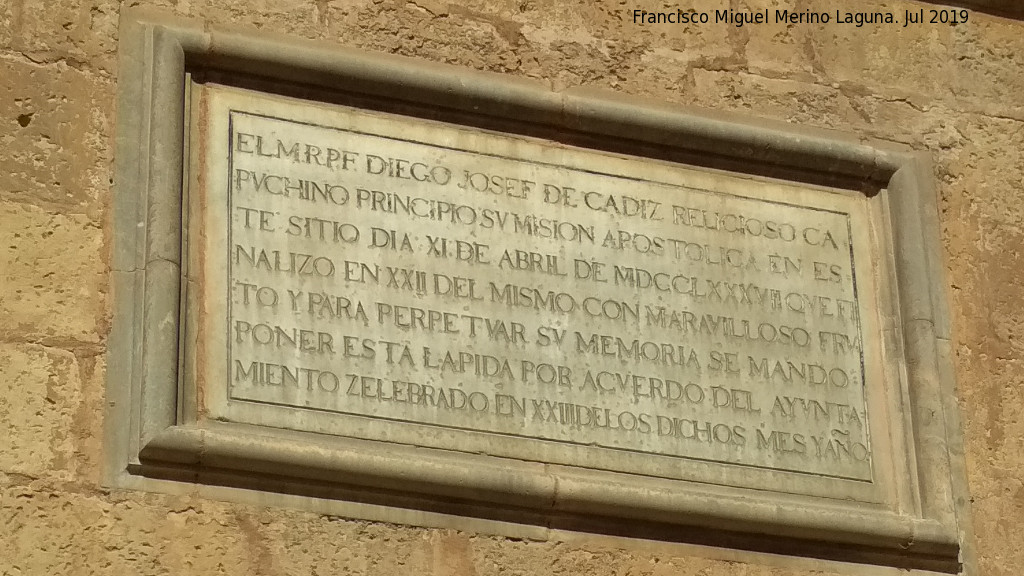 Francisco Miguel Merino Laguna. Jul 2019
EL M.R.P.F. DIEGO JOSEF DE CADIZ RELIGIOSO CA,
PVCHINO PRINCIPIO SV MISION APOSTOLICA EN ES-
TE SITIO DIA XI. DE ABRIL DE MDCCLXXXVII QVE FI
NALIZO EN XXII DEL MISMO CON MARAVILLOSO FRV
TO Y PARA PERPETVAR SV MEMORIA SE MANDO
PONER ESTA LAPIDA POR ACVERDO DEL AYVNTA
MIENTO ZELEBRADO EN XXIII DE LOS DICHOS MES Y AÑO